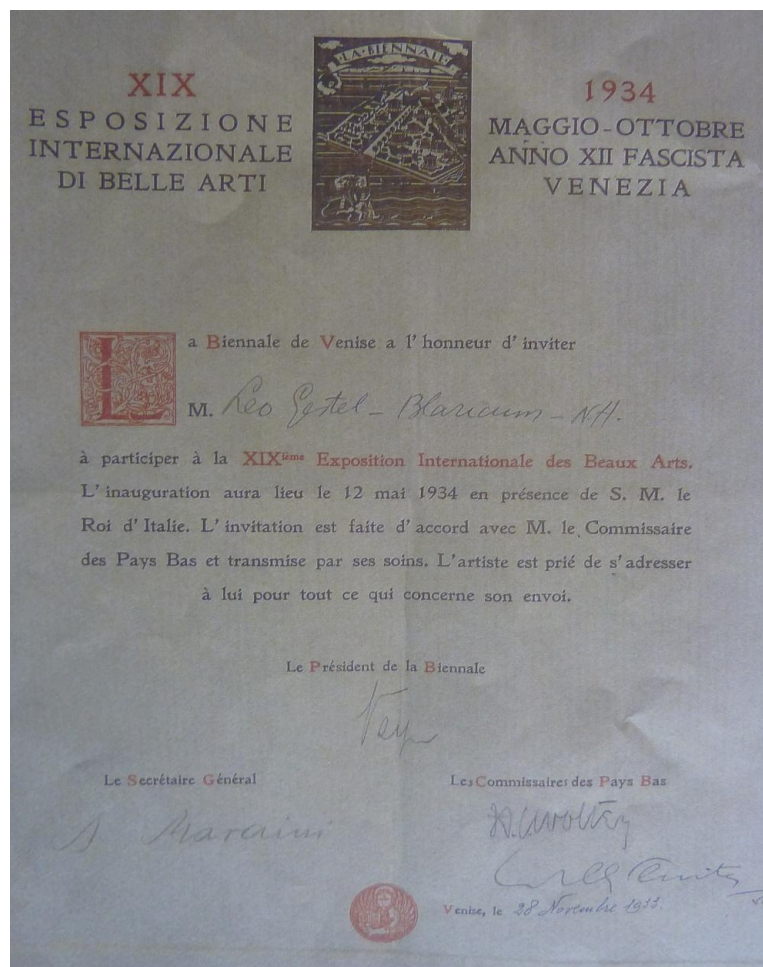 LA·BIENNALE
XIX
ESPOSIZIONE
INTERNAZIONALE
DI BELLE ARTI
1934
MAGGIO-OTTOBRE
ANNO XII FASCISTA
VENEZIA
La Biennale de Venise a l'honneur d'inviter
M. Leo Gestel - Blaricum - NH.
à participer à la XIXième Exposition Internationale des Beaux Arts.
L'inauguration aura lieu le 12 mai 1934 en présence de S. M. le
Roi d'Italie. L'invitation est faite d'accord avec M. le Commissaire
des Pays Bas et transmise par ses soins. L'artiste est prié de s'adresser
à lui pour tout ce qui concerne son envoi.
Le Président de la Biennale
Le Secrétaire Général
Les Commissaires des Pays Bas
A Maraini
Venise, le 28 Novembre 1933